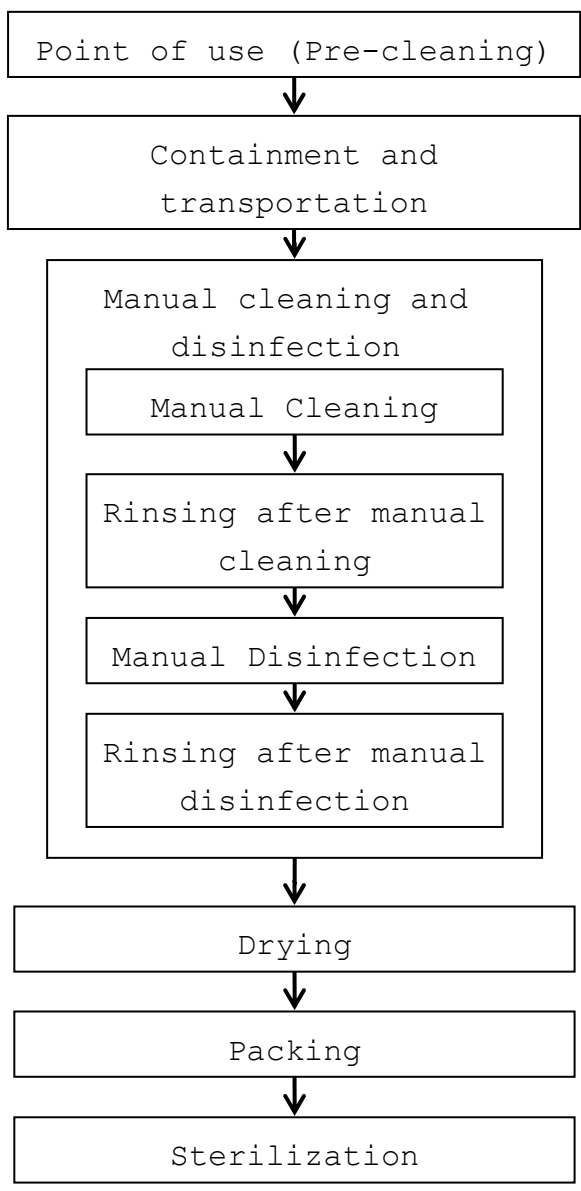 Point of use (Pre-cleaning)
Containment and
transportation
Manual cleaning and
disinfection
Manual Cleaning
Rinsing after manual
cleaning
Manual Disinfection
Rinsing after manual
disinfection
Drying
Packing
Sterilization